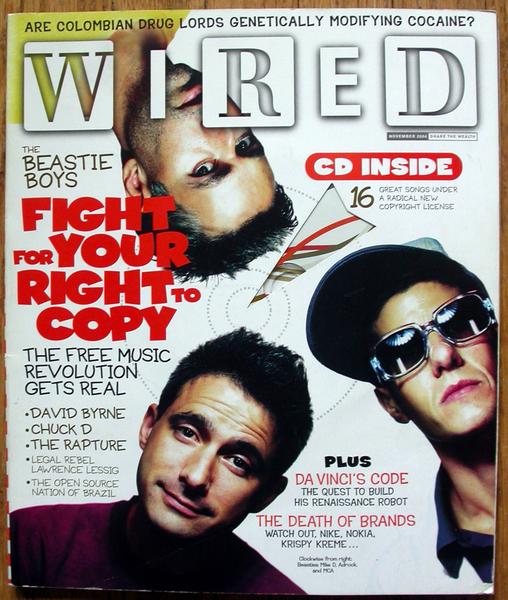 ARE COLOMBIAN DRUG LORDS GENETICALLY MODIFYING COCAINE?
WIRED
NOVEMBER 2004 SHARE THE WEALTH
THE
BEASTIE
BOYS
FIGHT
FOR YOUR
RIGHT TO
COPY
THE FREE MUSIC
REVOLUTION
GETS REAL
•DAVID BYRNE
•CHUCK D
•THE RAPTURE
•LEGAL REBEL
LAWRENCE LESSIG
•THE OPEN SOURCE
NATION OF BRAZIL
CD INSIDE
16 GREAT SONGS UNDER
A RADICAL NEW
COPYRIGHT LICENSE
PLUS
DA VINCI'S CODE
THE QUEST TO BUILD
HIS RENAISSANCE ROBOT
THE DEATH OF BRANDS
WATCH OUT, NIKE, NOKIA,
KRISPY KREME ...
Clockwise from right:
Beasties Mike D, Adrock,
and MCA